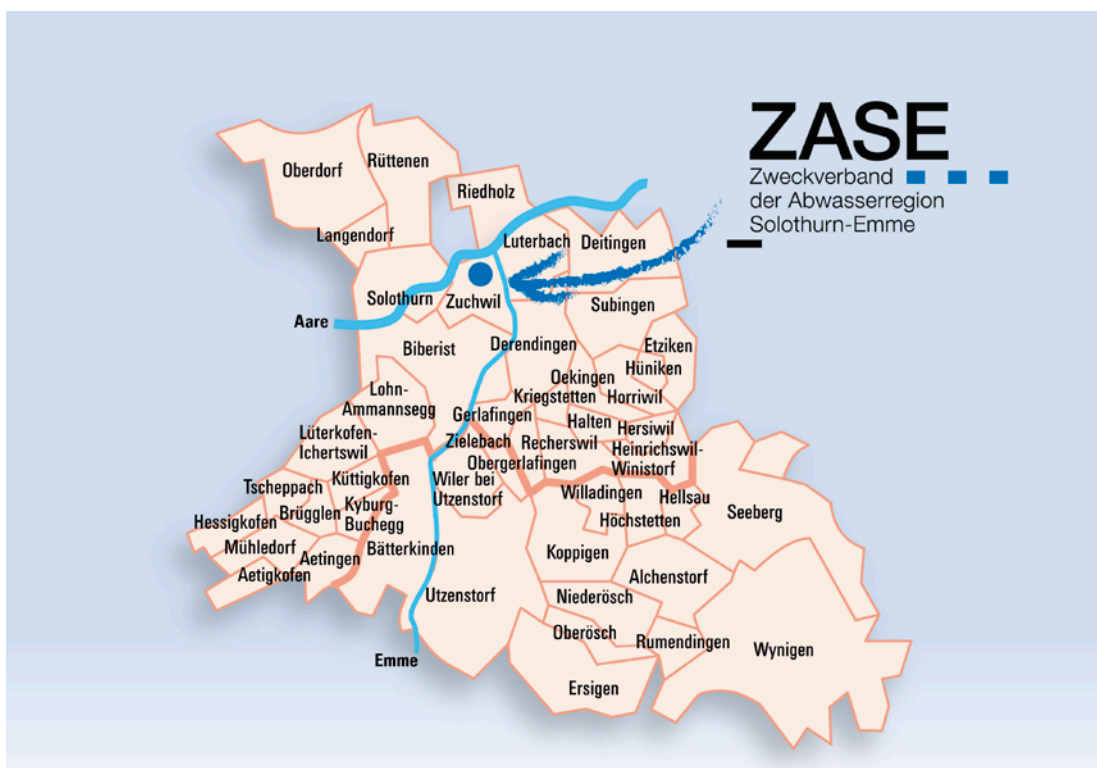 ZASE
Zweckverband
der Abwasserregion
Solothurn-Emme
Oberdorf
Rüttenen
Riedholz
Langendorf
Luterbach
Deitingen
Solothurn
Zuchwil
Subingen
Aare
Biberist
Derendingen
Etziken
Hüniken
Oekingen
Lohn-
Ammannsegg
Kriegstetten
Horriwil
Gerlafingen
Halten
Hersiwil
Lüterkofen-
Ichertswil
Zielebach
Recherswil
Heinrichswil-
Winistorf
Obergerlafingen
Küttigkofen
Wiler bei
Utzenstorf
Tscheppach
Willadingen
Hellsau
Seeberg
Hessigkofen
Brügglen
Kyburg-
Buchegg
Höchstetten
Mühledorf
Aetingen
Bätterkinden
Koppigen
Aetigkofen
Alchenstorf
Utzenstorf
Niederösch
Oberösch
Rumendingen
Wynigen
Emme
Ersigen